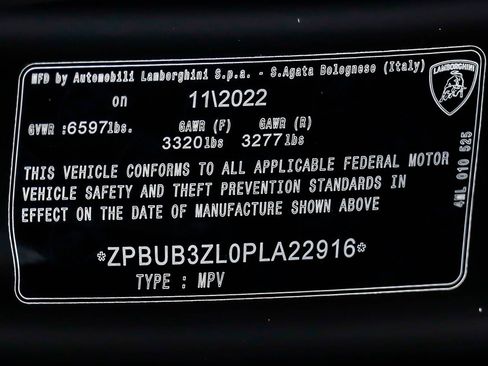 MFD by Automobili Lamborghini S.p.a. - S.Agata Bolognese (Italy)
on 11\2022
GVWR :6597lbs. GAWR (F) GAWR (R)
3320lbs 3277lbs
THIS VEHICLE CONFORMS TO ALL APPLICABLE FEDERAL MOTOR
VEHICLE SAFETY AND THEFT PREVENTION STANDARDS IN
EFFECT ON THE DATE OF MANUFACTURE SHOWN ABOVE
*ZPBUB3ZL0PLA22916*
TYPE : MPV
LAMBORGHINI
4ML 010 525